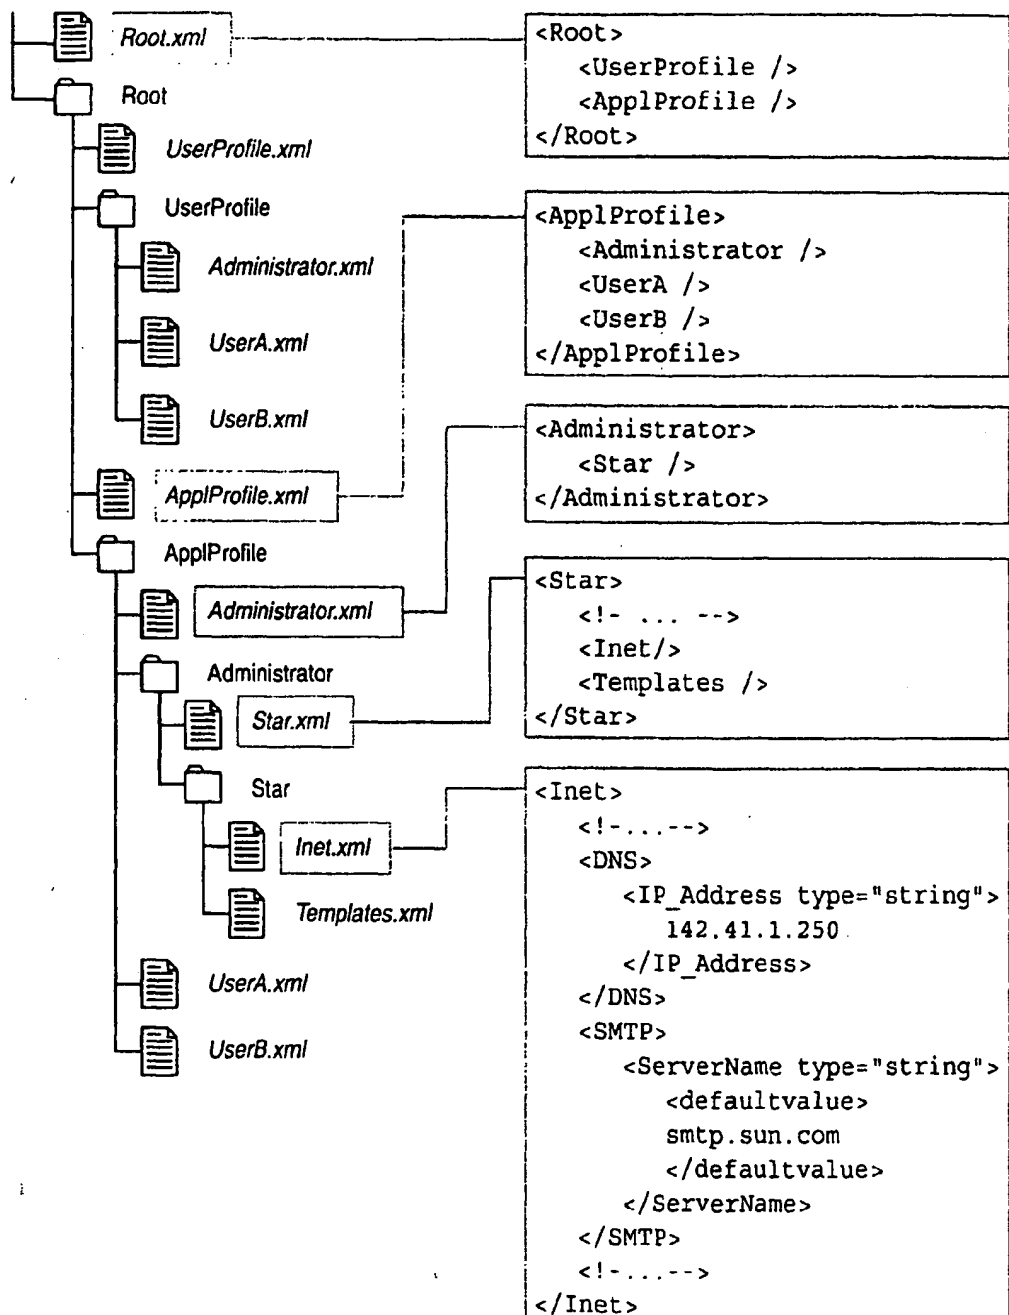 Root.xml
Root
UserProfile.xml
UserProfile
Administrator.xml
UserA.xml
UserB.xml
ApplProfile.xml
ApplProfile
Administrator.xml
Administrator
Star.xml
Star
Inet.xml
Templates.xml
UserA.xml
UserB.xml
<Root>
<UserProfile />
<ApplProfile />
</Root>
<ApplProfile>
<Administrator />
<UserA />
<UserB />
</ApplProfile>
<Administrator>
<Star />
</Administrator>
<Star>
<!- ... -->
<Inet/>
<Templates />
</Star>
<Inet>
<!-...-->
<DNS>
<IP_Address type="string">
142.41.1.250
</IP_Address>
</DNS>
<SMTP>
<ServerName type="string">
<defaultvalue>
smtp.sun.com
</defaultvalue>
</ServerName>
</SMTP>
<!-...-->
</Inet>